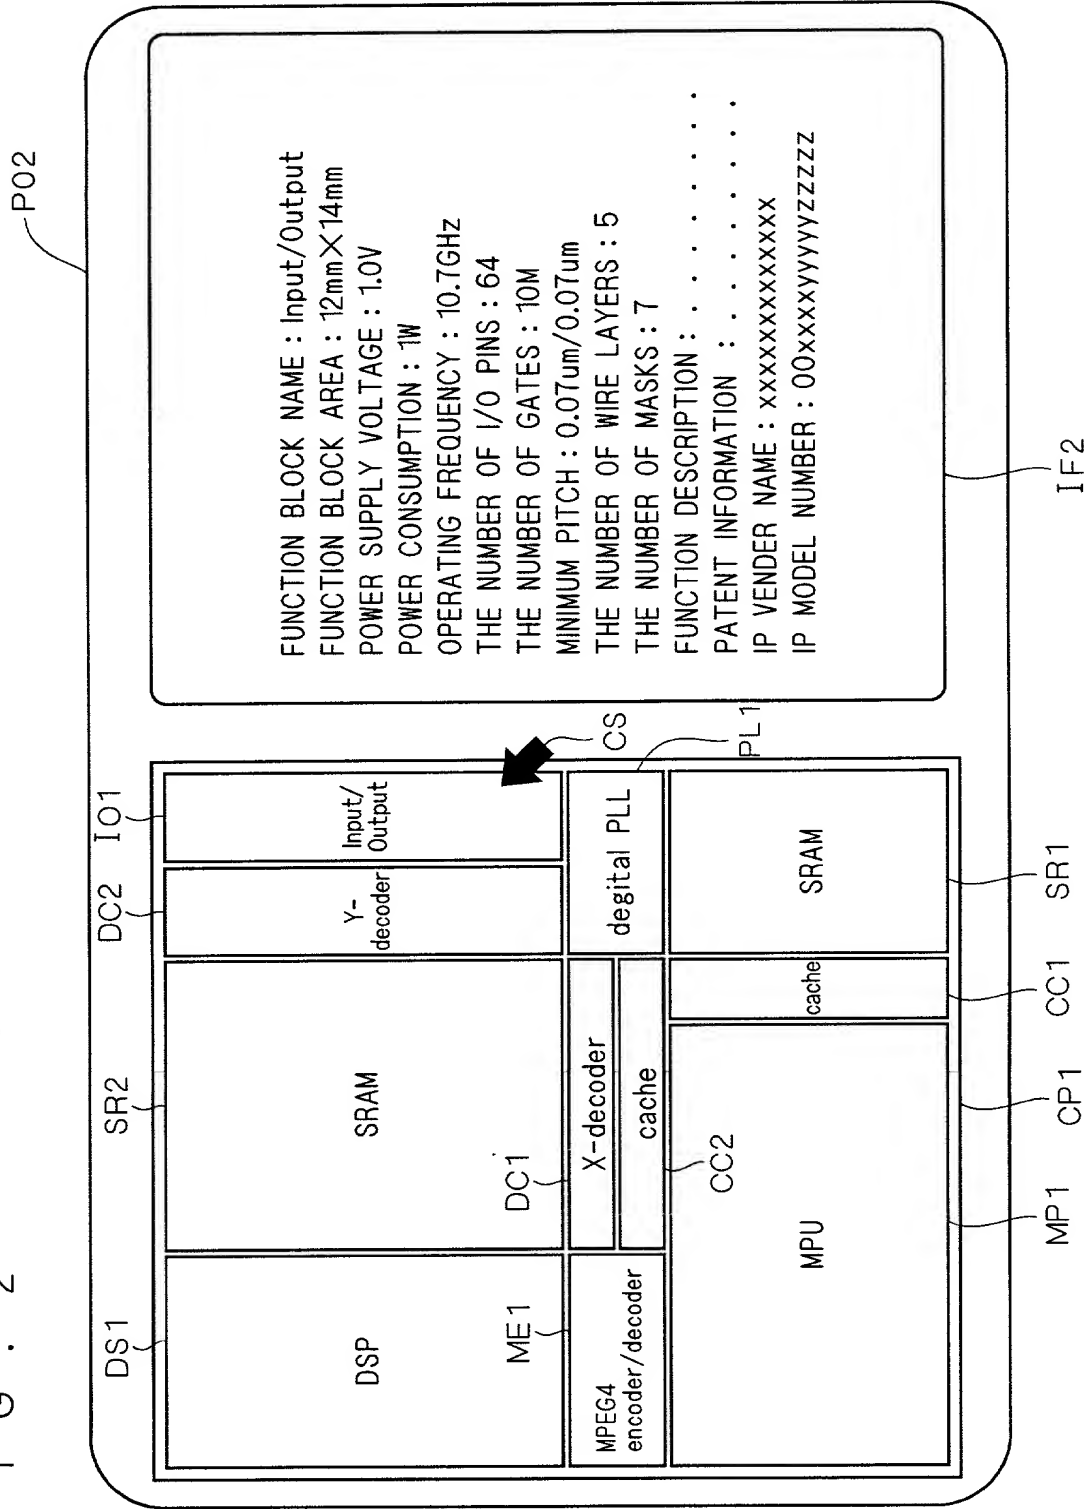 FIG. 2
P02
DS1
SR2
DC2
IO1
DSP
SRAM
Y-
decoder
Input/
Output
CS
ME1
DC1
MPEG4
encoder/decoder
X-decoder
cache
degital PLL
CC2
PL1
MPU
cache
SRAM
MP1
CP1
CC1
SR1
FUNCTION BLOCK NAME : Input/Output
FUNCTION BLOCK AREA : 12mm×14mm
POWER SUPPLY VOLTAGE : 1.0V
POWER CONSUMPTION : 1W
OPERATING FREQUENCY : 10.7GHz
THE NUMBER OF I/O PINS : 64
THE NUMBER OF GATES : 10M
MINIMUM PITCH : 0.07um/0.07um
THE NUMBER OF WIRE LAYERS : 5
THE NUMBER OF MASKS : 7
FUNCTION DESCRIPTION : . . . . . . . . .
PATENT INFORMATION : . . . . . . . . .
IP VENDER NAME : xxxxxxxxxxxxx
IP MODEL NUMBER : 00xxxxyyyyzzzzz
IF2